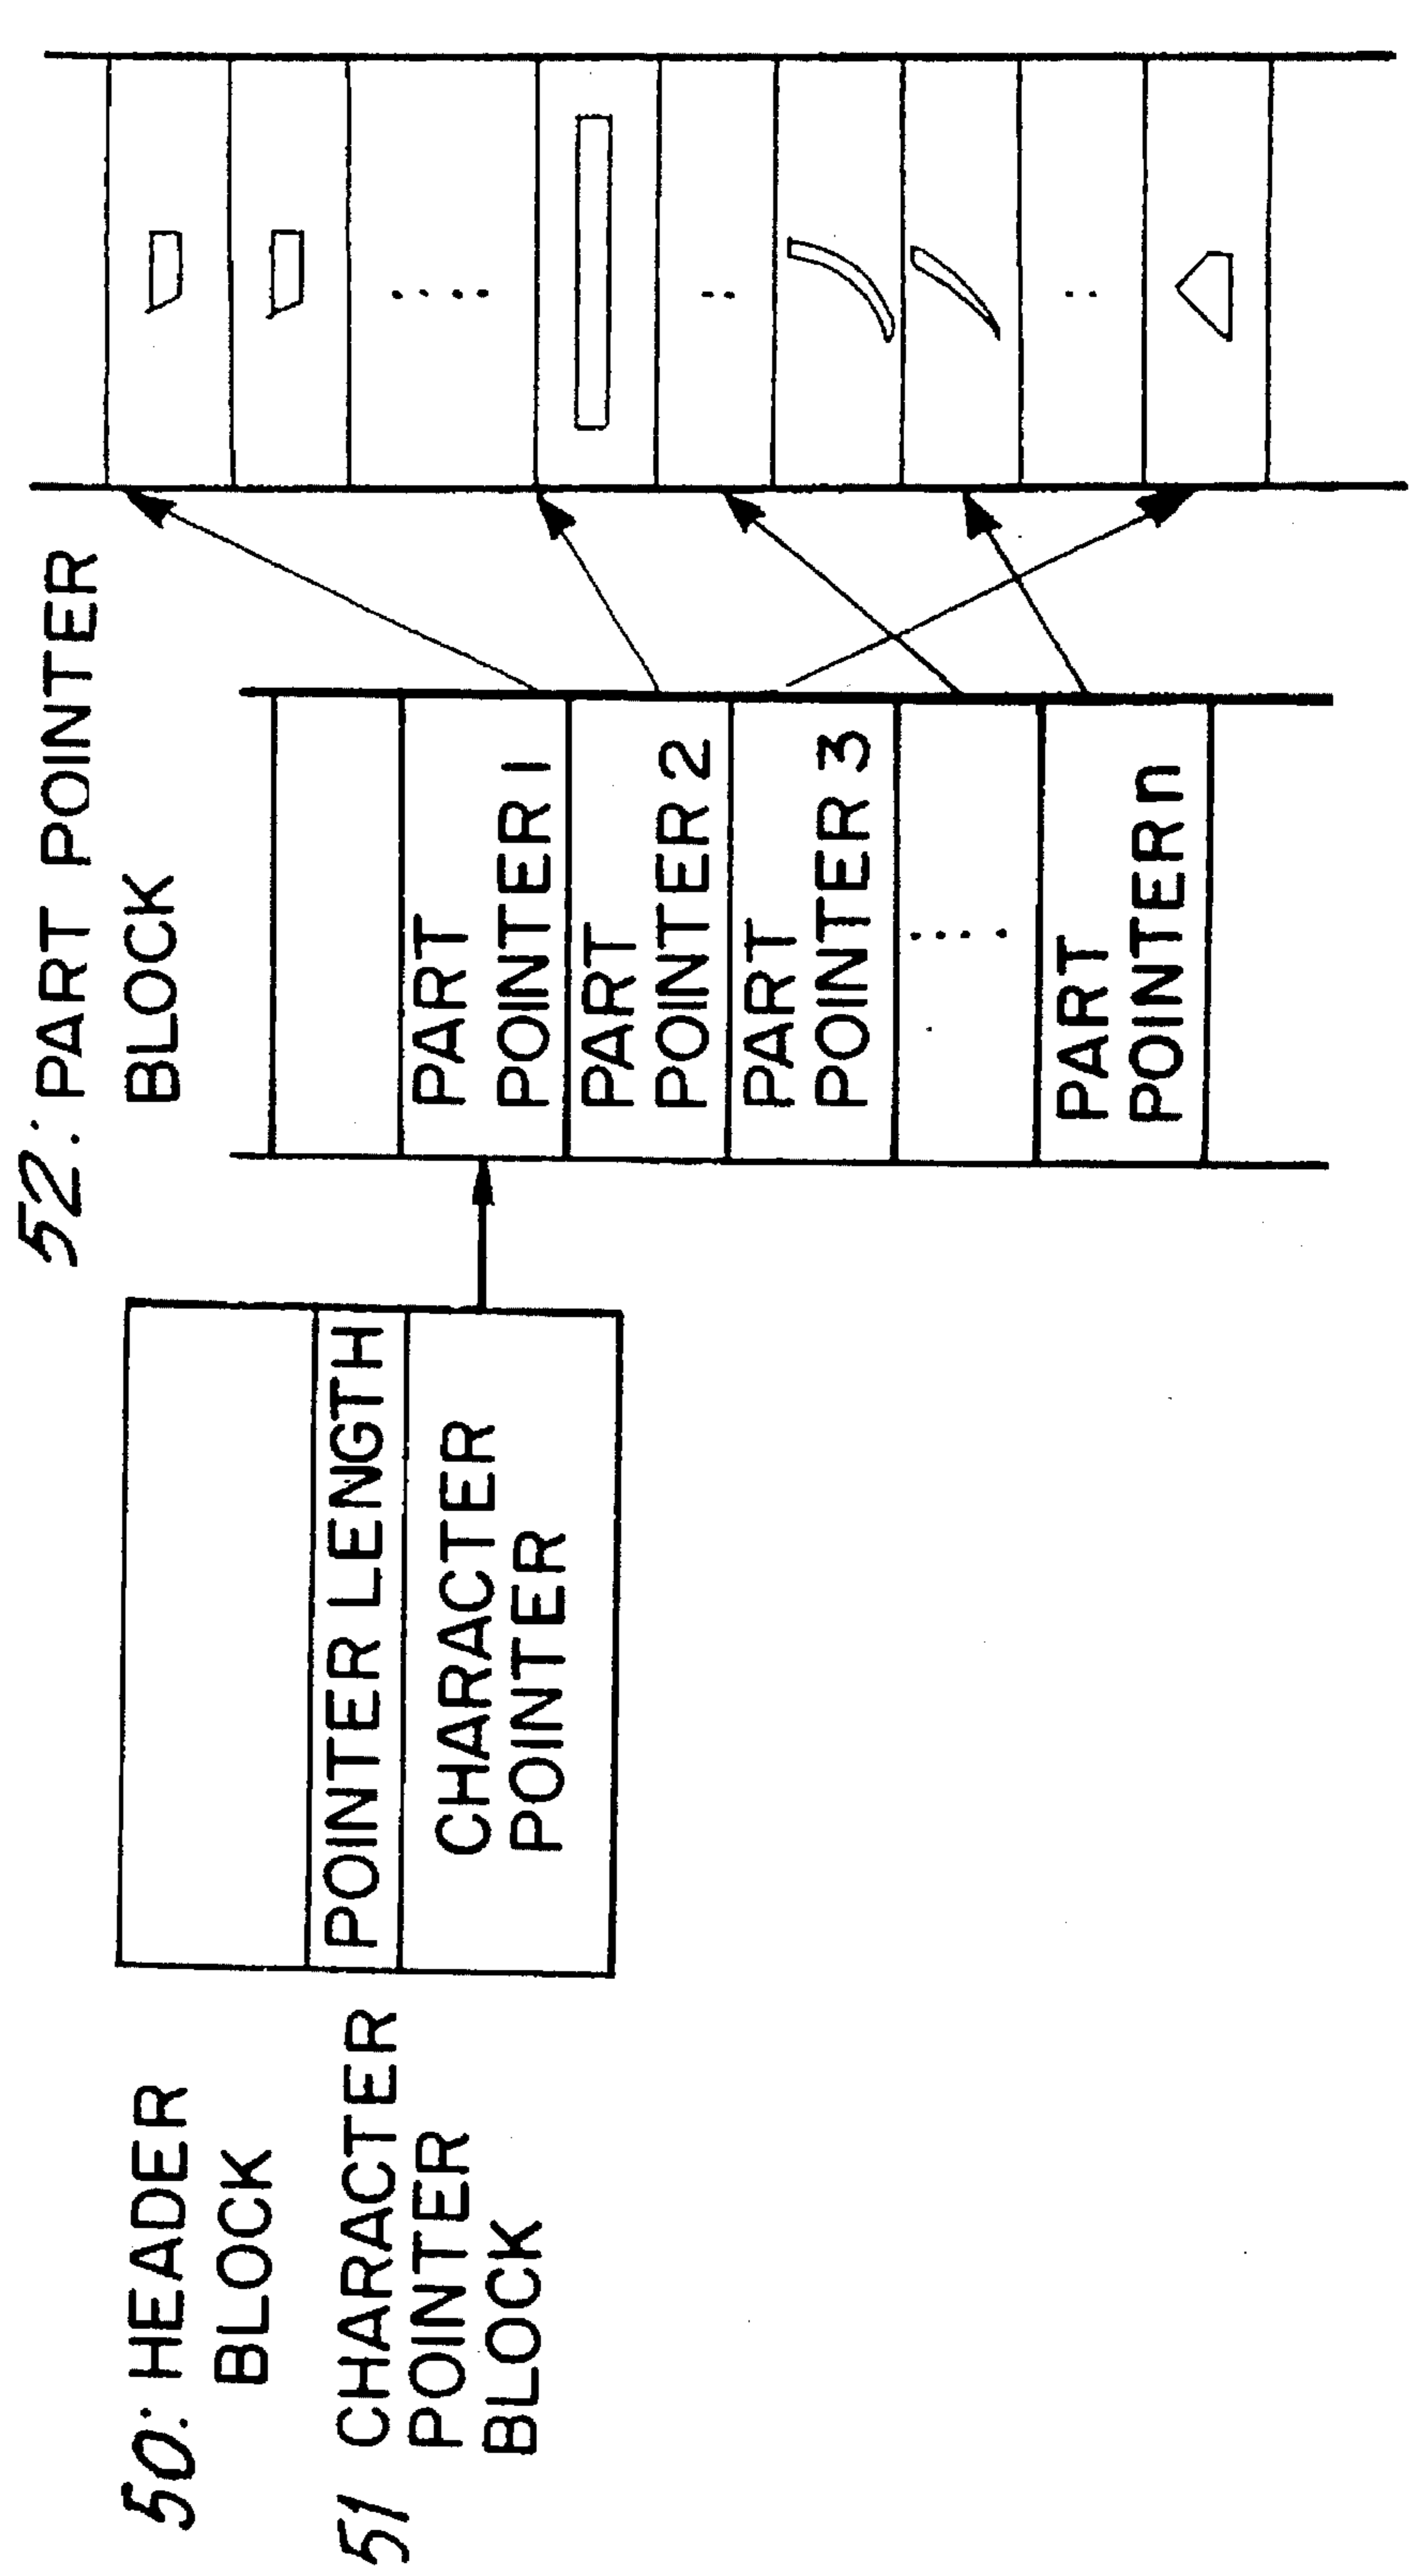 50: HEADER
BLOCK
51 CHARACTER
POINTER
BLOCK
POINTER LENGTH
CHARACTER
POINTER
52: PART POINTER
BLOCK
PART
POINTER 1
PART
POINTER 2
PART
POINTER 3
.....
PART
POINTER n